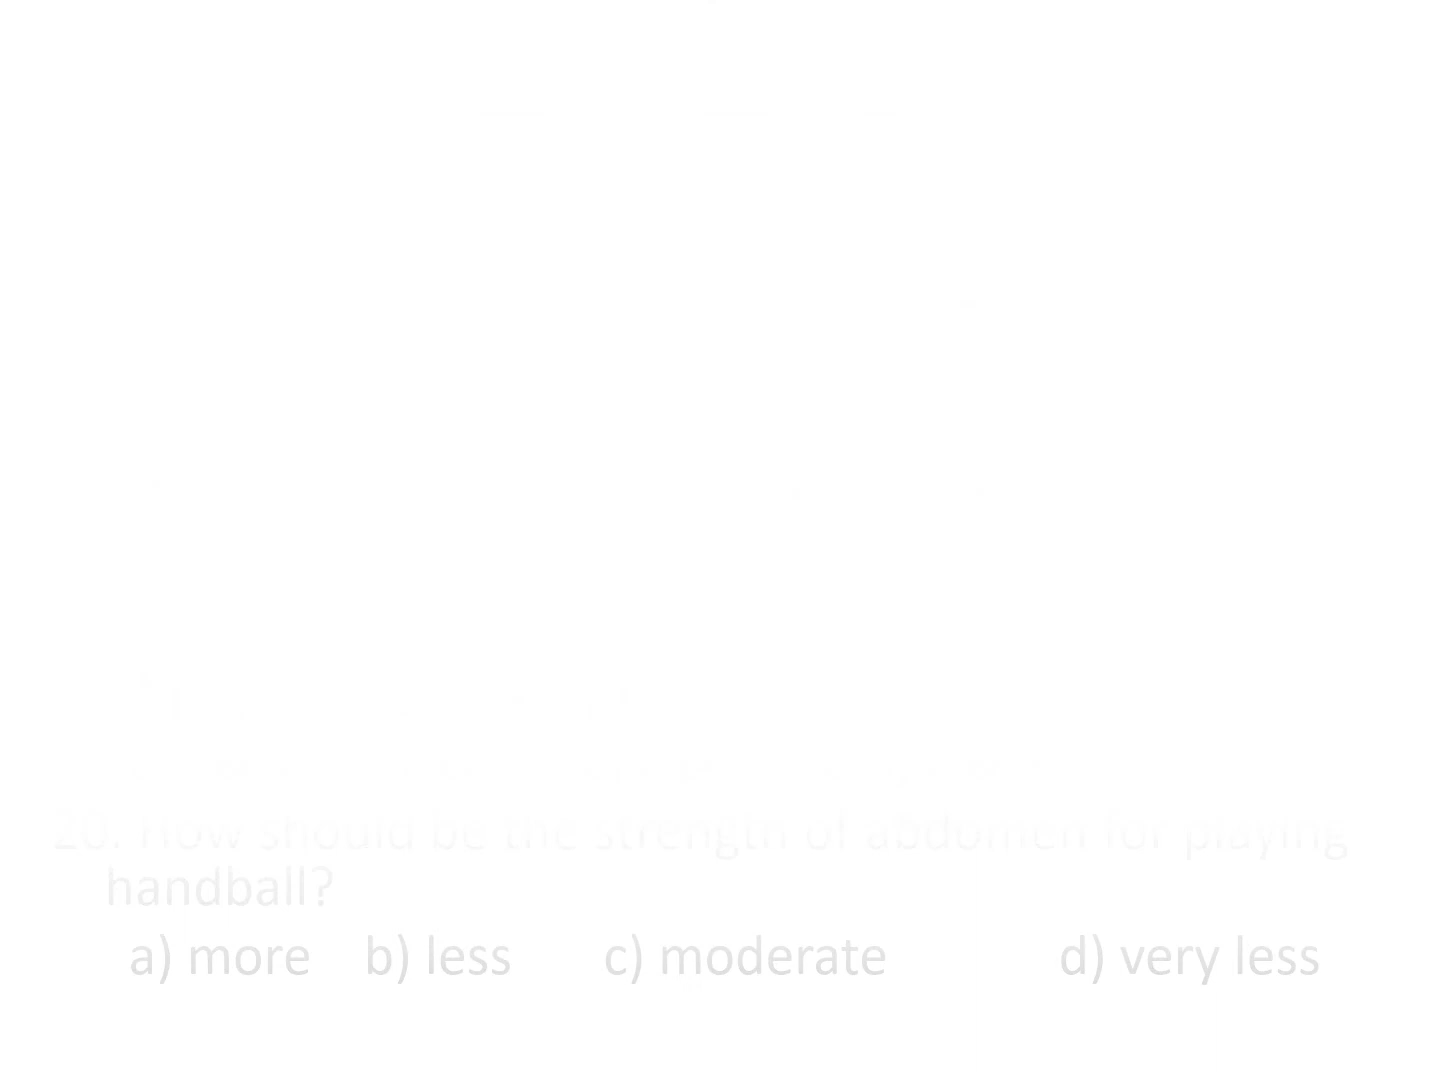 20. How should be the strength of abdomen for playing
handball?
a) more b) less c) moderate d) very less